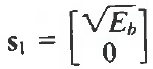 s₁ = [√E_b
0]